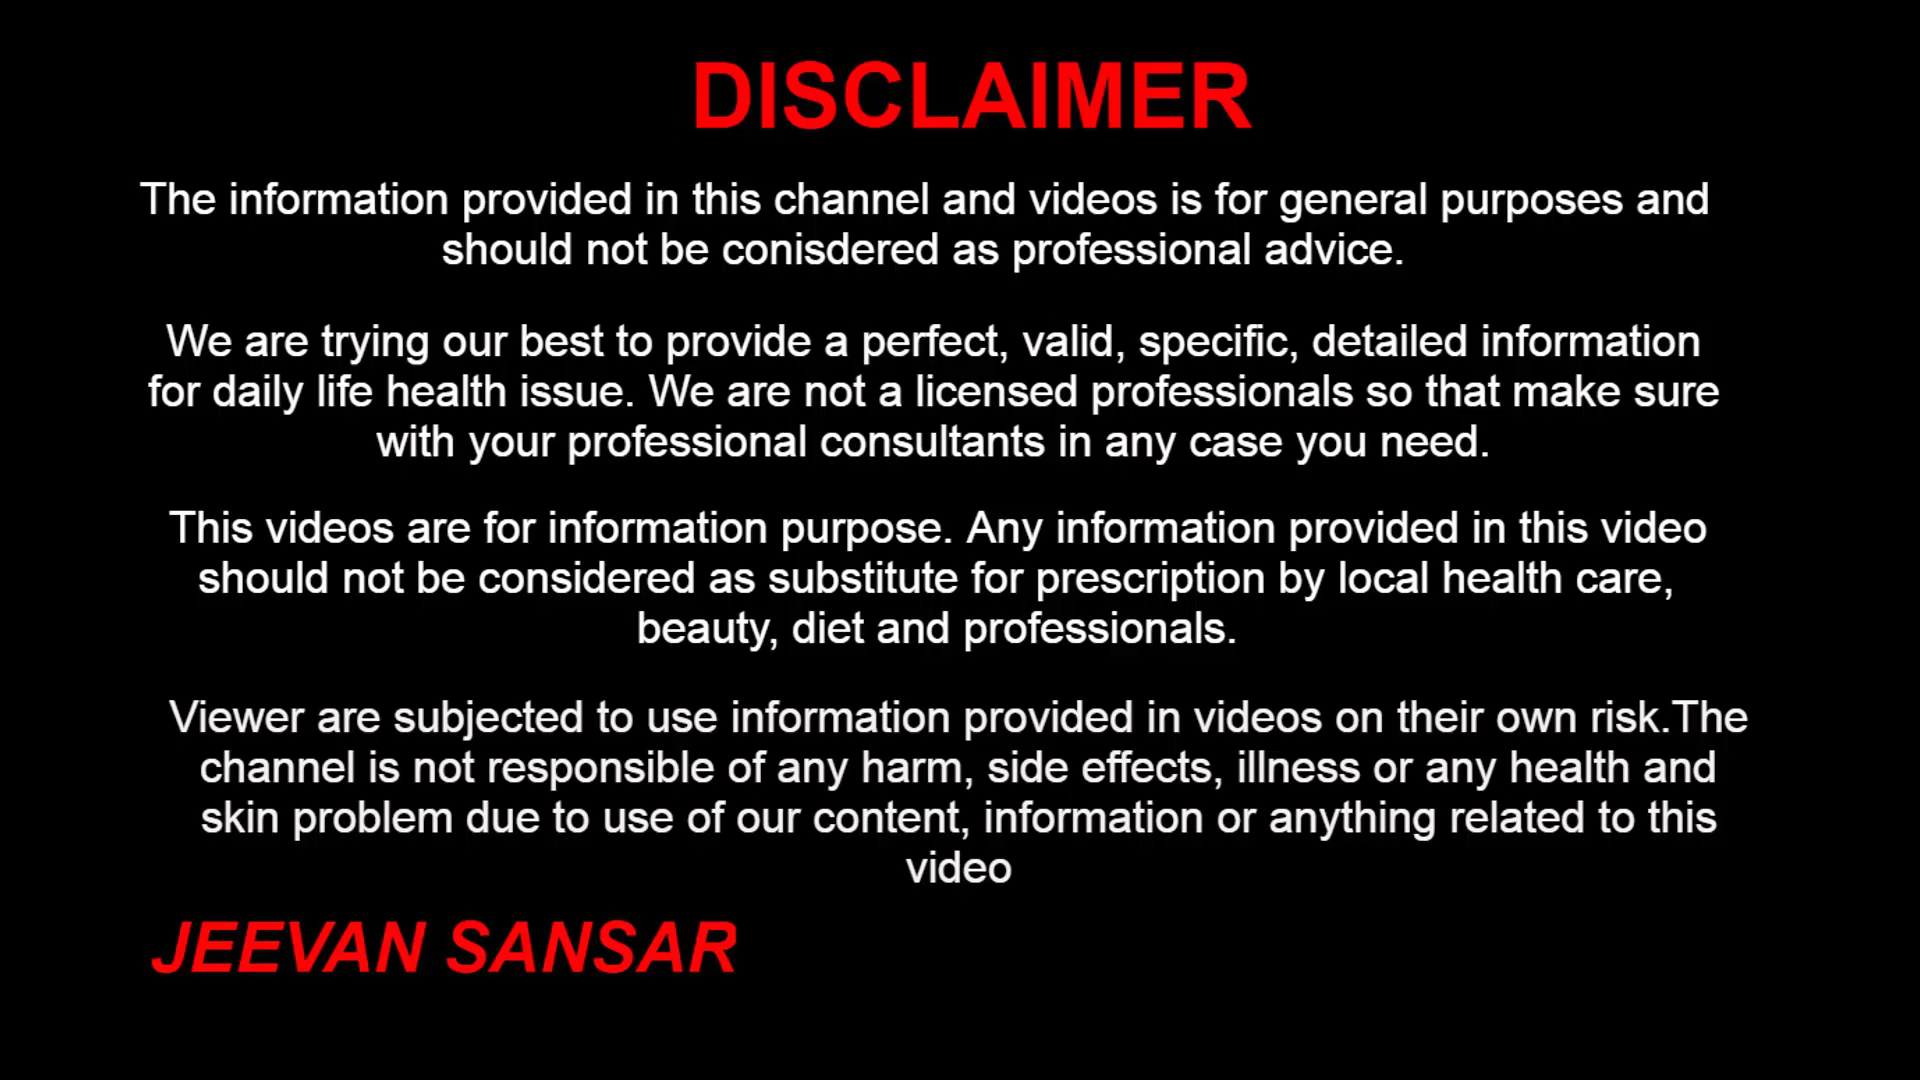 DISCLAIMER
The information provided in this channel and videos is for general purposes and
should not be conisdered as professional advice.
We are trying our best to provide a perfect, valid, specific, detailed information
for daily life health issue. We are not a licensed professionals so that make sure
with your professional consultants in any case you need.
This videos are for information purpose. Any information provided in this video
should not be considered as substitute for prescription by local health care,
beauty, diet and professionals.
Viewer are subjected to use information provided in videos on their own risk.The
channel is not responsible of any harm, side effects, illness or any health and
skin problem due to use of our content, information or anything related to this
video
JEEVAN SANSAR